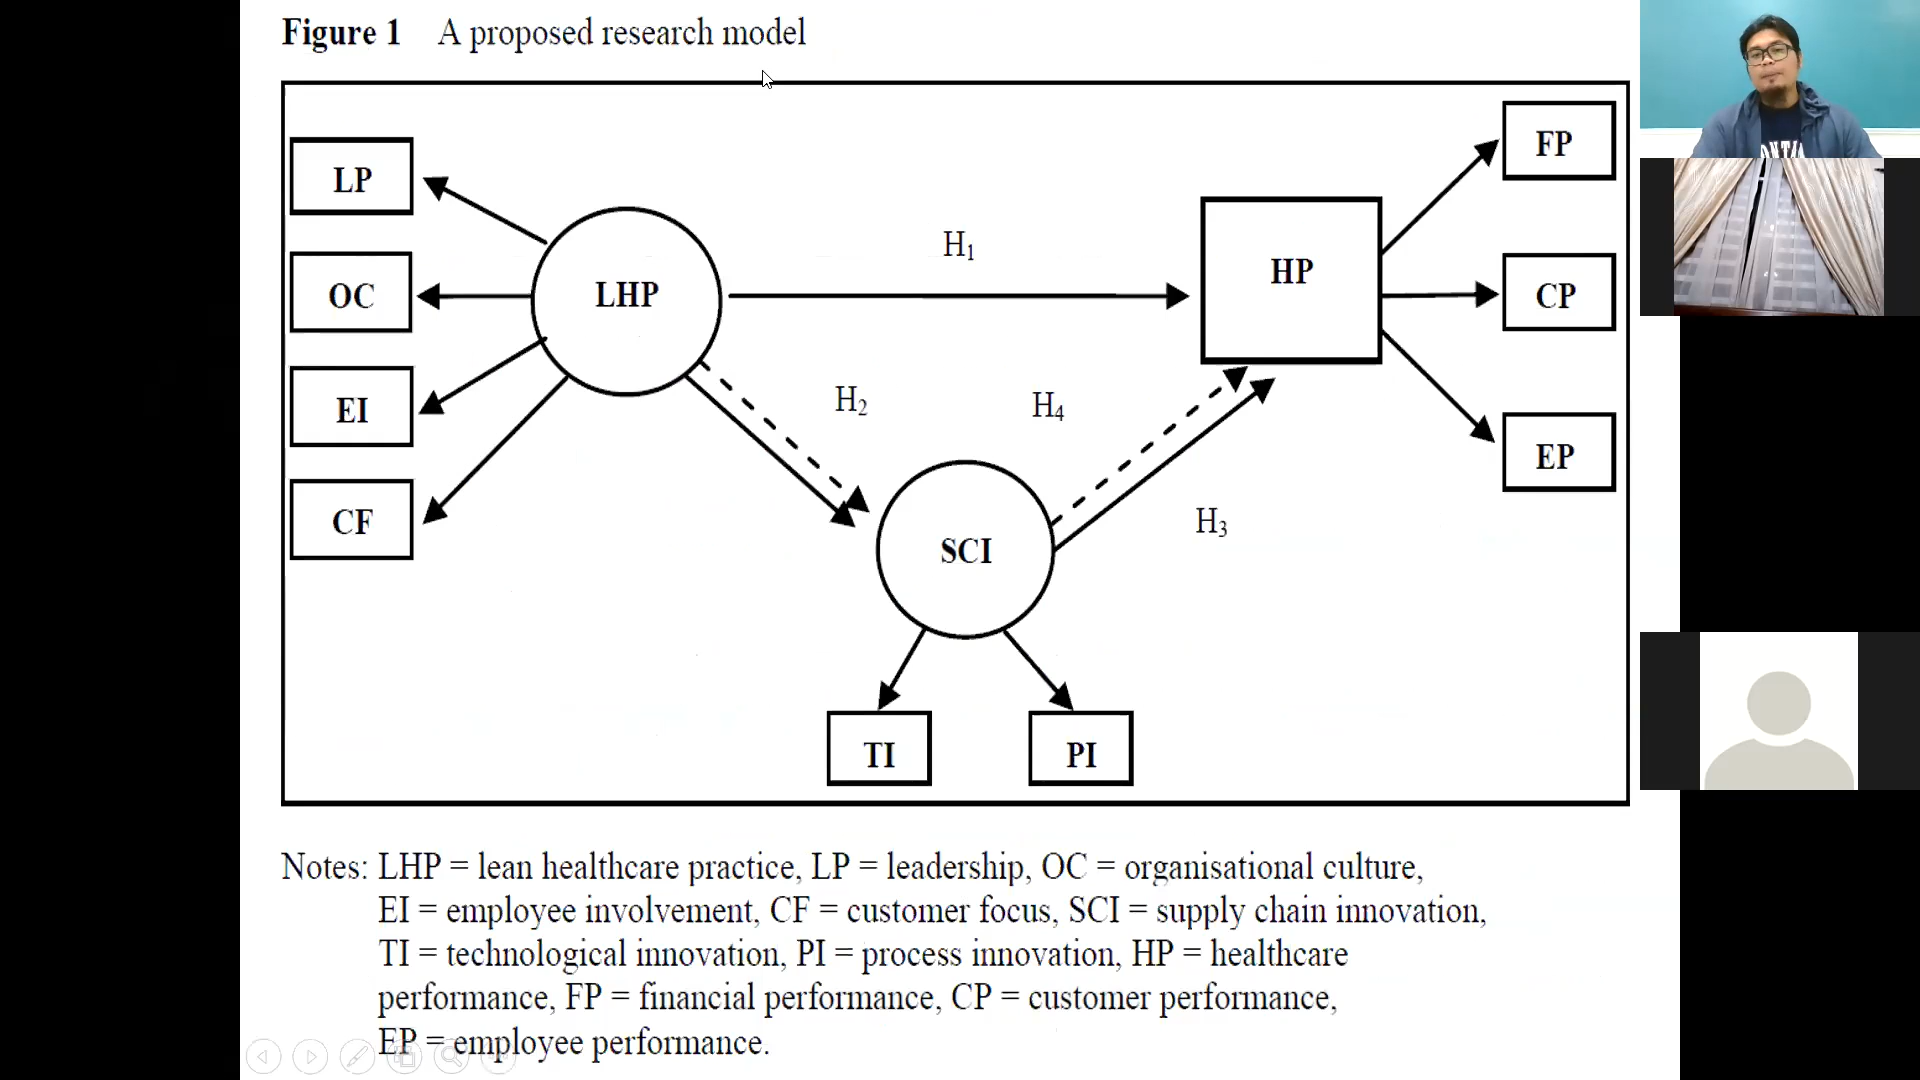 Figure 1 A proposed research model
LP
OC
EI
CF
LHP
H1
H2
H4
H3
HP
FP
CP
EP
SCI
TI
PI
Notes: LHP = lean healthcare practice, LP = leadership, OC = organisational culture,
EI = employee involvement, CF = customer focus, SCI = supply chain innovation,
TI = technological innovation, PI = process innovation, HP = healthcare
performance, FP = financial performance, CP = customer performance,
EP = employee performance.